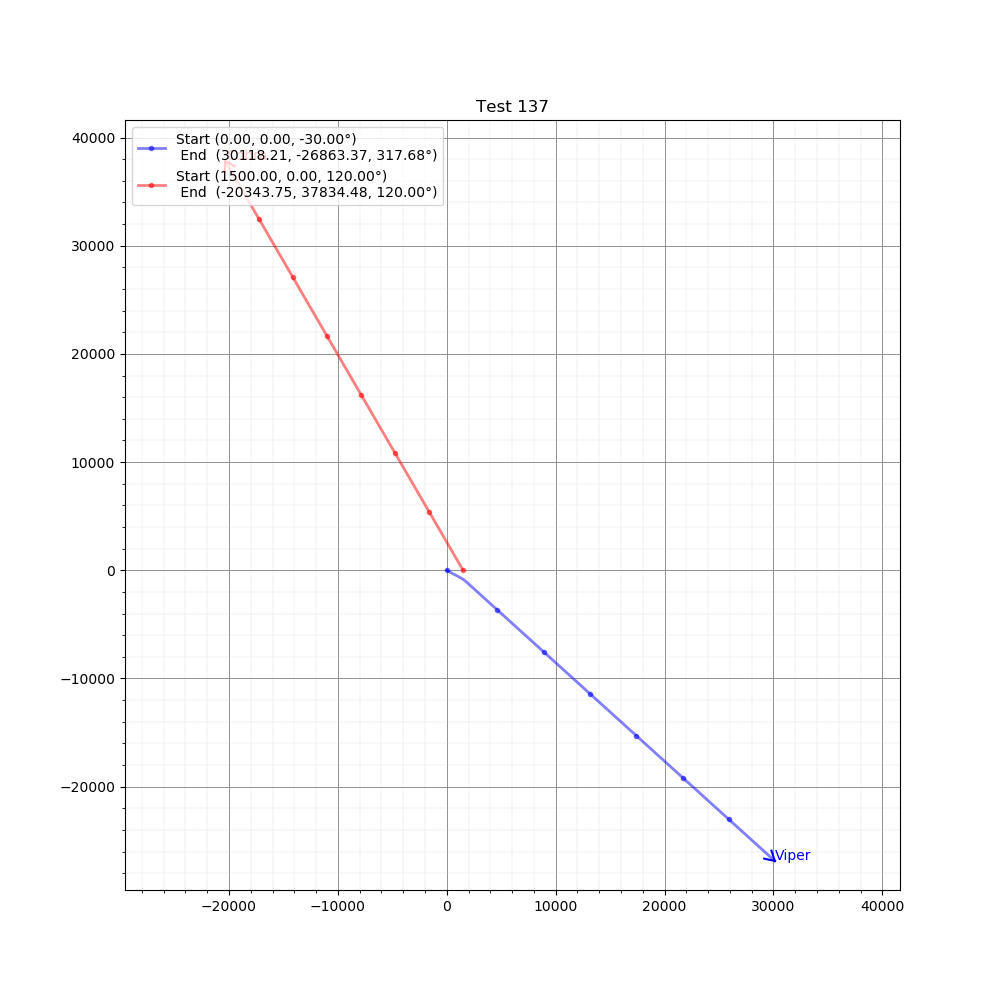 Test 137
Start (0.00, 0.00, -30.00°)
End (30118.21, -26863.37, 317.68°)
Start (1500.00, 0.00, 120.00°)
End (-20343.75, 37834.48, 120.00°)
40000
30000
20000
10000
0
−10000
−20000
Viper
−20000 −10000 0 10000 20000 30000 40000